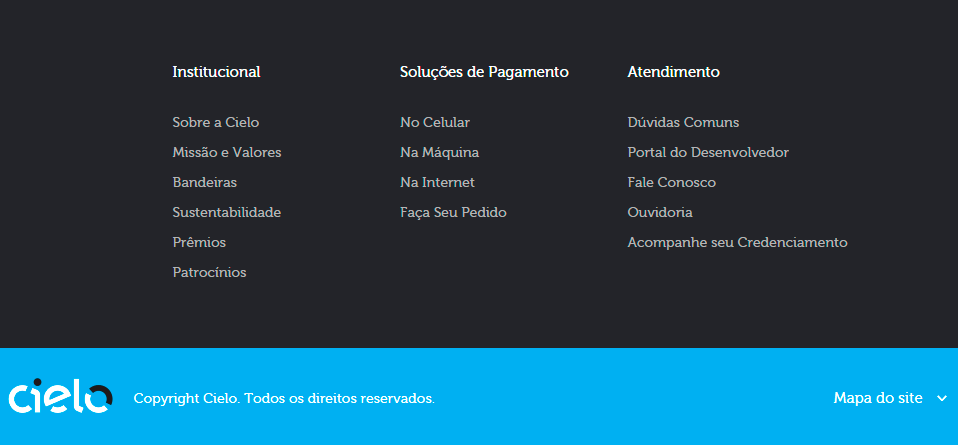 Institucional
Sobre a Cielo
Missão e Valores
Bandeiras
Sustentabilidade
Prêmios
Patrocínios
Soluções de Pagamento
No Celular
Na Máquina
Na Internet
Faça Seu Pedido
Atendimento
Dúvidas Comuns
Portal do Desenvolvedor
Fale Conosco
Ouvidoria
Acompanhe seu Credenciamento
cielo
Copyright Cielo. Todos os direitos reservados.
Mapa do site